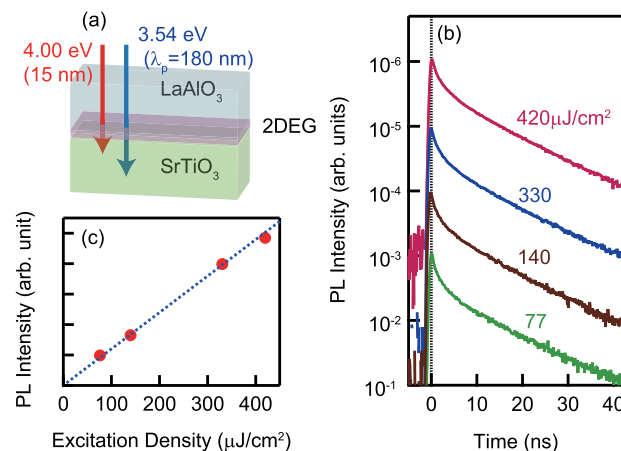 (a)
4.00 eV
(15 nm)
3.54 eV
(λp=180 nm)
LaAlO3
2DEG
SrTiO3
(b)
PL Intensity (arb. units)
10-6
10-5
10-4
10-3
10-2
10-1
420μJ/cm2
330
140
77
0
10
20
30
40
Time (ns)
(c)
PL Intensity (arb. unit)
0
100
200
300
400
Excitation Density (μJ/cm2)